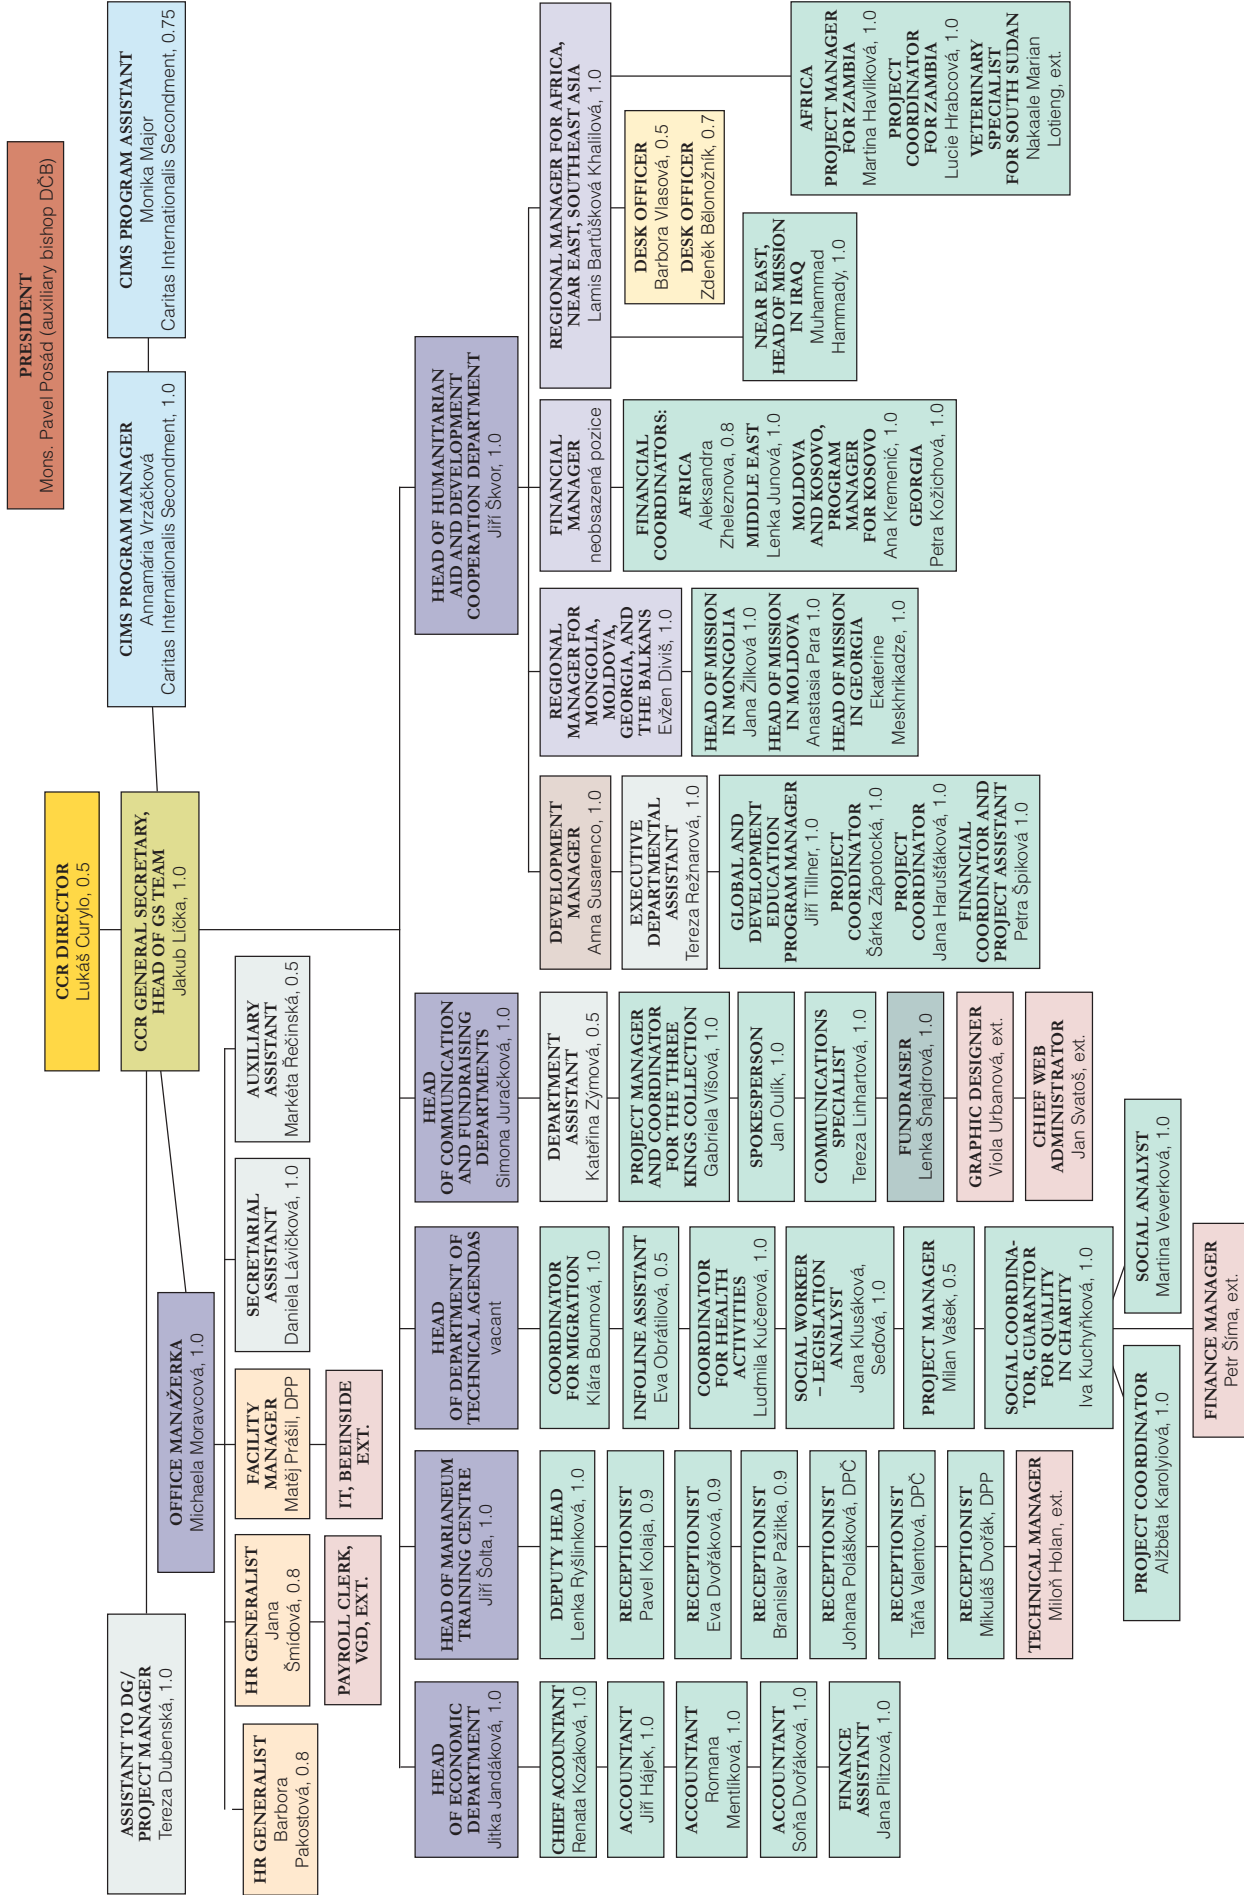 PRESIDENT
Mons. Pavel Posád (auxiliary bishop DČB)
CCR DIRECTOR
Lukáš Curylo, 0.5
CCR GENERAL SECRETARY,
HEAD OF GS TEAM
Jakub Líčka, 1.0
CIMS PROGRAM MANAGER
Annamária Vrzáčková
Caritas Internationalis Secondment, 1.0
CIMS PROGRAM ASSISTANT
Monika Major
Caritas Internationalis Secondment, 0.75
ASSISTANT TO DG/
PROJECT MANAGER
Tereza Dubenská, 1.0
OFFICE MANAŽERKA
Michaela Moravcová, 1.0
HR GENERALIST
Barbora
Pakostová, 0.8
HR GENERALIST
Jana
Šmídová, 0.8
FACILITY
MANAGER
Matěj Prášil, DPP
SECRETARIAL
ASSISTANT
Daniela Lávičková, 1.0
AUXILIARY
ASSISTANT
Markéta Řečinská, 0.5
PAYROLL CLERK,
VGD, EXT.
IT, BEEINSIDE
EXT.
HEAD
OF ECONOMIC
DEPARTMENT
Jitka Jandáková, 1.0
CHIEF ACCOUNTANT
Renata Kozáková, 1.0
ACCOUNTANT
Jiří Hájek, 1.0
ACCOUNTANT
Romana
Mentlíková, 1.0
ACCOUNTANT
Soňa Dvořáková, 1.0
FINANCE
ASSISTANT
Jana Plitzová, 1.0
HEAD OF MARIANEUM
TRAINING CENTRE
Jiří Šolta, 1.0
DEPUTY HEAD
Lenka Ryšlinková, 1.0
RECEPTIONIST
Pavel Kolaja, 0.9
RECEPTIONIST
Eva Dvořáková, 0.9
RECEPTIONIST
Branislav Pažitka, 0.9
RECEPTIONIST
Johana Polášková, DPČ
RECEPTIONIST
Táňa Valentová, DPČ
RECEPTIONIST
Mikuláš Dvořák, DPP
TECHNICAL MANAGER
Miloň Holan, ext.
HEAD
OF DEPARTMENT OF
TECHNICAL AGENDAS
vacant
COORDINATOR
FOR MIGRATION
Klára Boumová, 1.0
INFOLINE ASSISTANT
Eva Obrátilová, 0.5
COORDINATOR
FOR HEALTH
ACTIVITIES
Ludmila Kučerová, 1.0
SOCIAL WORKER
– LEGISLATION
ANALYST
Jana Klusáková,
Sedová, 1.0
PROJECT MANAGER
Milan Vašek, 0.5
SOCIAL COORDINA-
TOR, GUARANTOR
FOR QUALITY
IN CHARITY
Iva Kuchyňková, 1.0
PROJECT COORDINATOR
Alžběta Karolyiová, 1.0
SOCIAL ANALYST
Martina Veverková, 1.0
FINANCE MANAGER
Petr Šíma, ext.
HEAD
OF COMMUNICATION
AND FUNDRAISING
DEPARTMENTS
Simona Juračková, 1.0
DEPARTMENT
ASSISTANT
Kateřina Zýmová, 0.5
PROJECT MANAGER
AND COORDINATOR
FOR THE THREE
KINGS COLLECTION
Gabriela Víšová, 1.0
SPOKESPERSON
Jan Oulík, 1.0
COMMUNICATIONS
SPECIALIST
Tereza Linhartová, 1.0
FUNDRAISER
Lenka Šnajdrová, 1.0
GRAPHIC DESIGNER
Viola Urbanová, ext.
CHIEF WEB
ADMINISTRATOR
Jan Svatoš, ext.
HEAD OF HUMANITARIAN
AID AND DEVELOPMENT
COOPERATION DEPARTMENT
Jiří Škvor, 1.0
DEVELOPMENT
MANAGER
Anna Susarenco, 1.0
EXECUTIVE
DEPARTMENTAL
ASSISTANT
Tereza Režnarová, 1.0
GLOBAL AND
DEVELOPMENT
EDUCATION
PROGRAM MANAGER
Jiří Tillner, 1.0
PROJECT
COORDINATOR
Šárka Zápotocká, 1.0
PROJECT
COORDINATOR
Jana Harušťáková, 1.0
FINANCIAL
COORDINATOR AND
PROJECT ASSISTANT
Petra Špiková 1.0
REGIONAL
MANAGER FOR
MONGOLIA,
MOLDOVA,
GEORGIA, AND
THE BALKANS
Evžen Diviš, 1.0
HEAD OF MISSION
IN MONGOLIA
Jana Žilková 1.0
HEAD OF MISSION
IN MOLDOVA
Anastasia Para 1.0
HEAD OF MISSION
IN GEORGIA
Ekaterine
Meskhrikadze, 1.0
FINANCIAL
MANAGER
neobsazená pozice
FINANCIAL
COORDINATORS:
AFRICA
Aleksandra
Zheleznova, 0.8
MIDDLE EAST
Lenka Junová, 1.0
MOLDOVA
AND KOSOVO,
PROGRAM
MANAGER
FOR KOSOVO
Ana Kremenić, 1.0
GEORGIA
Petra Kožichová, 1.0
REGIONAL MANAGER FOR AFRICA,
NEAR EAST, SOUTHEAST ASIA
Lamis Bartůšková Khalilová, 1.0
DESK OFFICER
Barbora Vlasová, 0.5
DESK OFFICER
Zdeněk Bělonožník, 0.7
NEAR EAST,
HEAD OF MISSION
IN IRAQ
Muhammad
Hammady, 1.0
AFRICA
PROJECT MANAGER
FOR ZAMBIA
Martina Havlíková, 1.0
PROJECT
COORDINATOR
FOR ZAMBIA
Lucie Hrabcová, 1.0
VETERINARY
SPECIALIST
FOR SOUTH SUDAN
Nakaale Marian
Lotieng, ext.